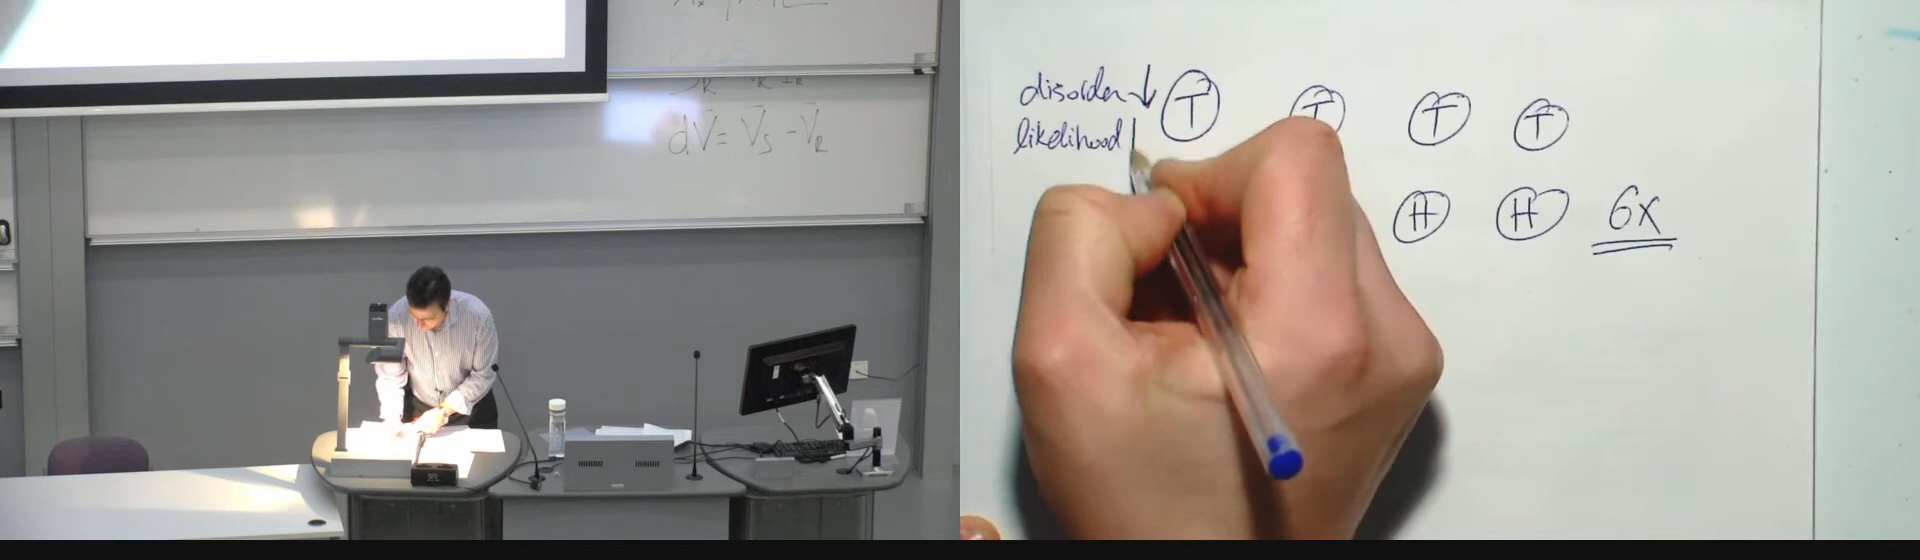 dV = Vs - VR
disorder ↓ T T T T
likelihood
H H 6x